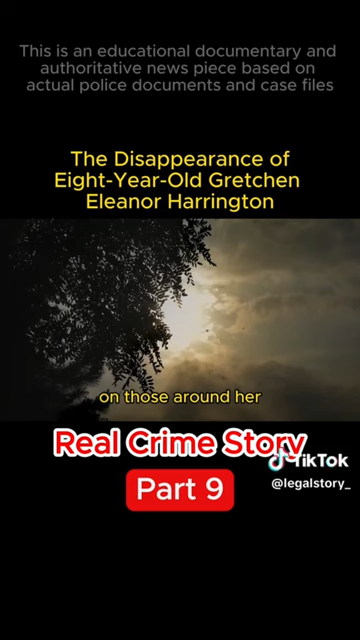 This is an educational documentary and
authoritative news piece based on
actual police documents and case files
The Disappearance of
Eight-Year-Old Gretchen
Eleanor Harrington
on those around her
Real Crime Story
TikTok
@legalstory_
Part 9